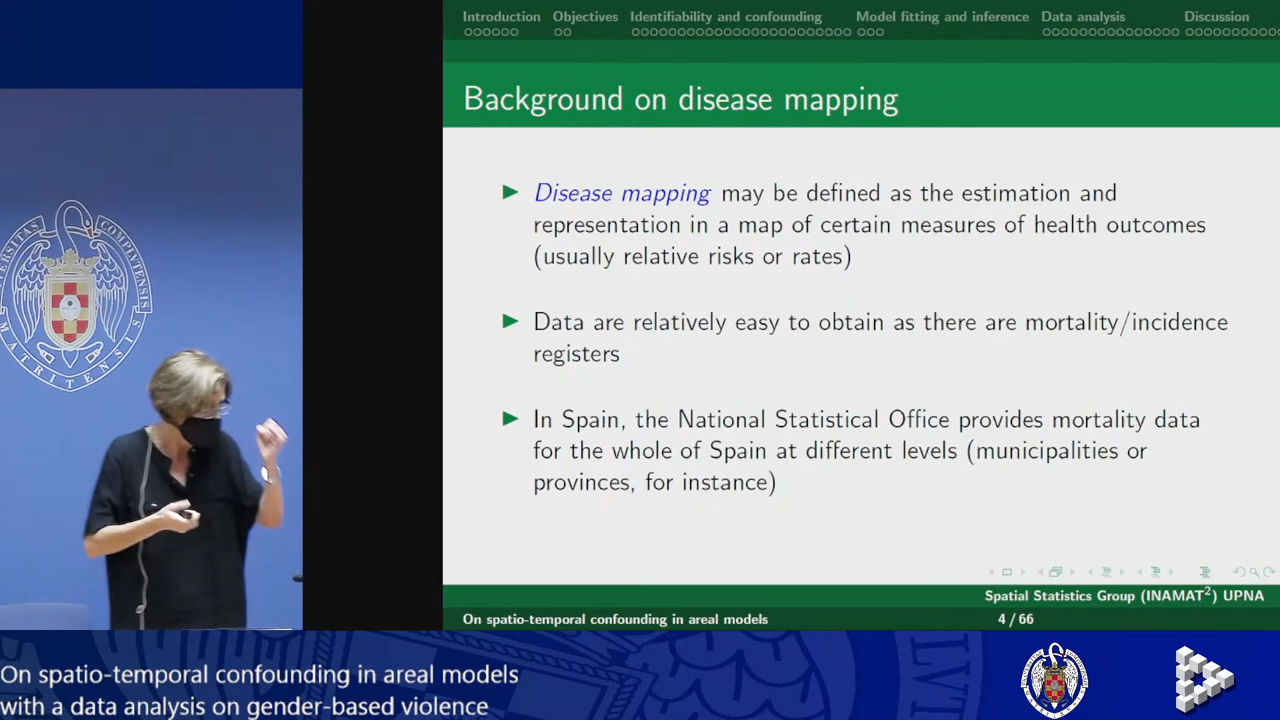 Introduction Objectives Identifiability and confounding Model fitting and inference Data analysis Discussion
Background on disease mapping
Disease mapping may be defined as the estimation and
representation in a map of certain measures of health outcomes
(usually relative risks or rates)
Data are relatively easy to obtain as there are mortality/incidence
registers
In Spain, the National Statistical Office provides mortality data
for the whole of Spain at different levels (municipalities or
provinces, for instance)
Spatial Statistics Group (INAMAT²) UPNA
On spatio-temporal confounding in areal models 4 / 66
On spatio-temporal confounding in areal models
with a data analysis on gender-based violence